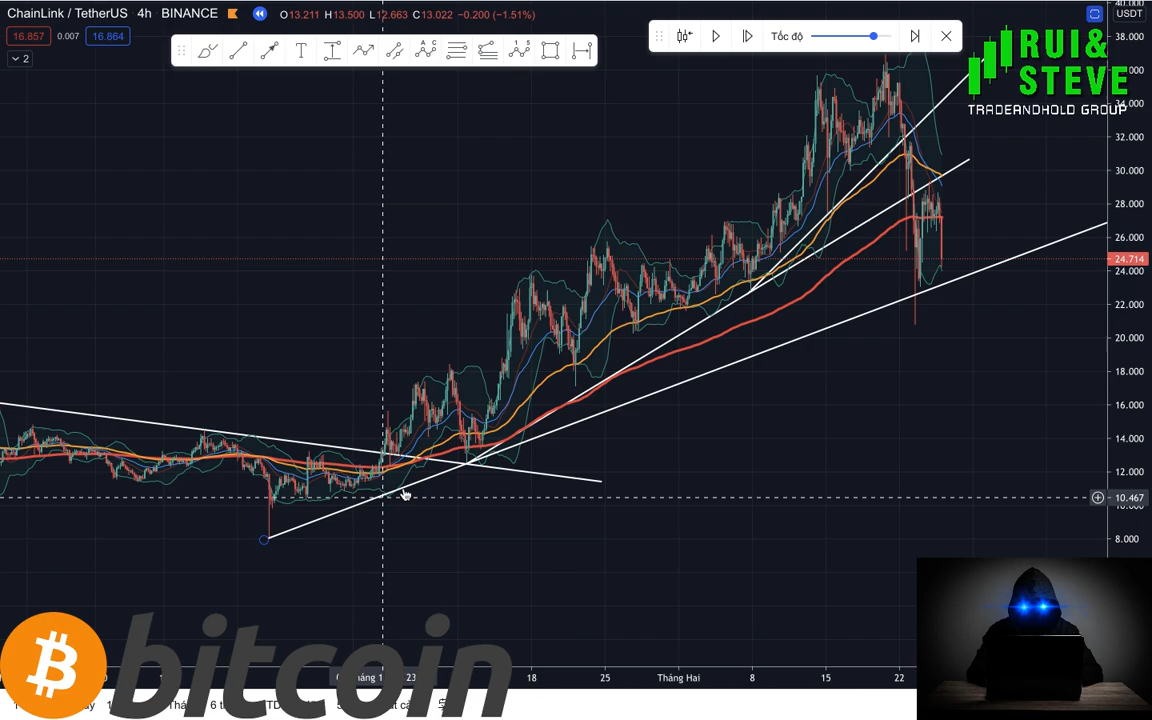 ChainLink / TetherUS 4h BINANCE O13.211 H13.500 L12.663 C13.022 −0.200 (−1.51%)
16.857 0.007 16.864
2
Tốc độ
USDT
RUI&
STEVE
TRADEANDHOLD GROUP
38.000
34.000
32.000
30.000
28.000
26.000
24.714
24.000
22.000
20.000
18.000
16.000
14.000
12.000
10.467
8.000
bitcoin
23 18 25 Tháng Hai 8 15 22